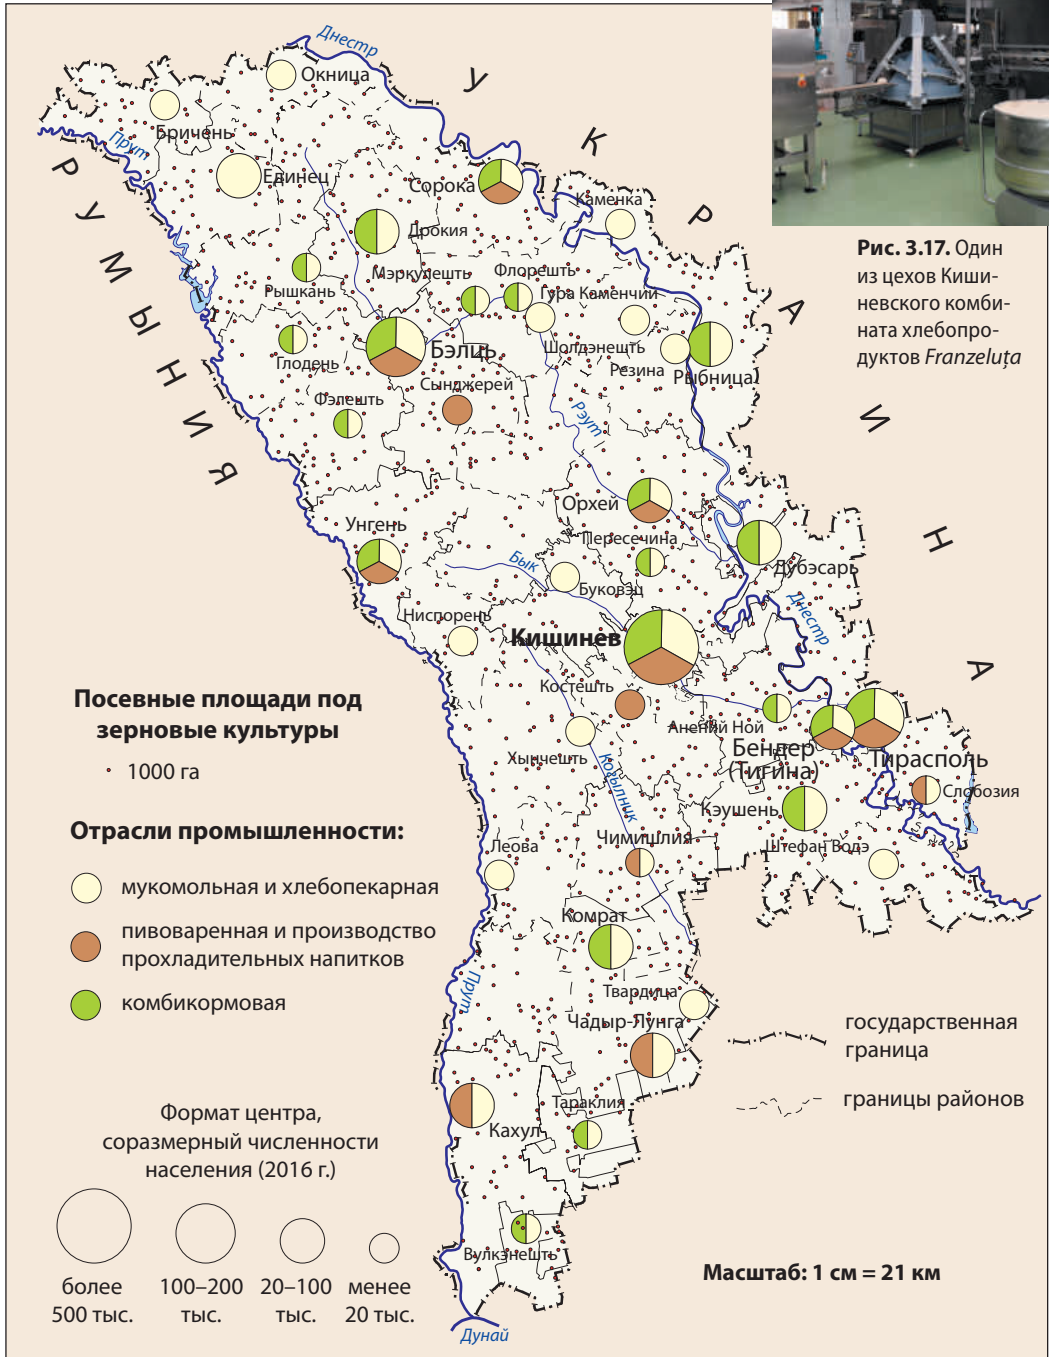 Днестр
У К Р А И Н А
Окница
Бричень
Прут
РУМЫНИЯ
Единец
Сорока
Каменка
Дрокия
Рис. 3.17. Один
из цехов Киши-
невского комби-
ната хлебопро-
дуктов Franzeluța
Мэркулешть
Флорешть
Рышкань
Гура Каменчий
Шолдэнешть
Бэлць
Глодень
Резина
Рыбница
Сынджерей
Фэлешть
Рэут
Орхей
Унгень
Пересечина
Дубэсарь
Бык
Буковэц
Днестр
Ниспорень
Кишинев
Костешть
Анений Ной
Бендер
(Тигина)
Тирасполь
Хынчешть
Когылник
Слобозия
Кэушень
Чимишлия
Штефан Водэ
Леова
Комрат
Прут
Твардица
Чадыр-Лунга
Тараклия
Кахул
Вулкэнешть
Дунай
Посевные площади под
зерновые культуры
1000 га
Отрасли промышленности:
мукомольная и хлебопекарная
пивоваренная и производство
прохладительных напитков
комбикормовая
государственная
граница
границы районов
Формат центра,
соразмерный численности
населения (2016 г.)
более
500 тыс.
100–200
тыс.
20–100
тыс.
менее
20 тыс.
Масштаб: 1 см = 21 км